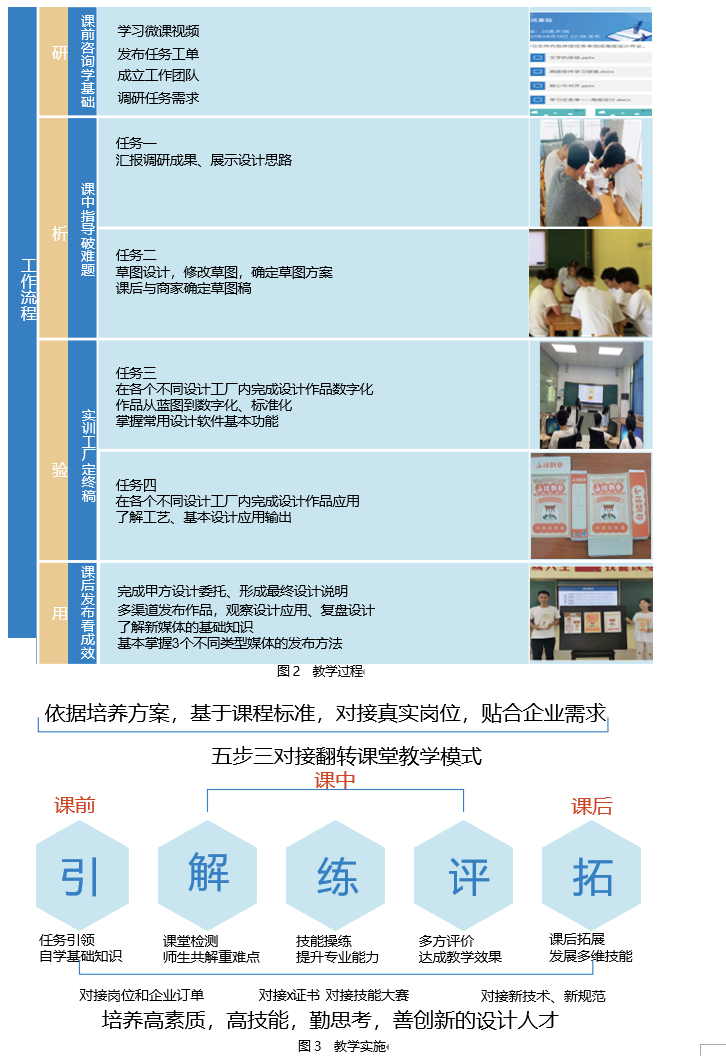 工作流程
研
课前咨询学基础
学习微课视频
发布任务工单
成立工作团队
调研任务需求
析
课中指导破难题
任务一
汇报调研成果、展示设计思路
任务二
草图设计，修改草图，确定草图方案
课后与商家确定草图稿
验
实训工厂定终稿
任务三
在各个不同设计工厂内完成设计作品数字化
作品从蓝图到数字化、标准化
掌握常用设计软件基本功能
任务四
在各个不同设计工厂内完成设计作品应用
了解工艺、基本设计应用输出
用
课后发布看成效
完成甲方设计委托、形成最终设计说明
多渠道发布作品，观察设计应用、复盘设计
了解新媒体的基础知识
基本掌握3个不同类型媒体的发布方法
图2 教学过程
依据培养方案，基于课程标准，对接真实岗位，贴合企业需求
五步三对接翻转课堂教学模式
课中
课前
课后
引
解
练
评
拓
任务引领
自学基础知识
课堂检测
师生共解重难点
技能操练
提升专业能力
多方评价
达成教学效果
课后拓展
发展多维技能
对接岗位和企业订单
对接x证书 对接技能大赛
对接新技术、新规范
培养高素质，高技能，勤思考，善创新的设计人才
图3 教学实施